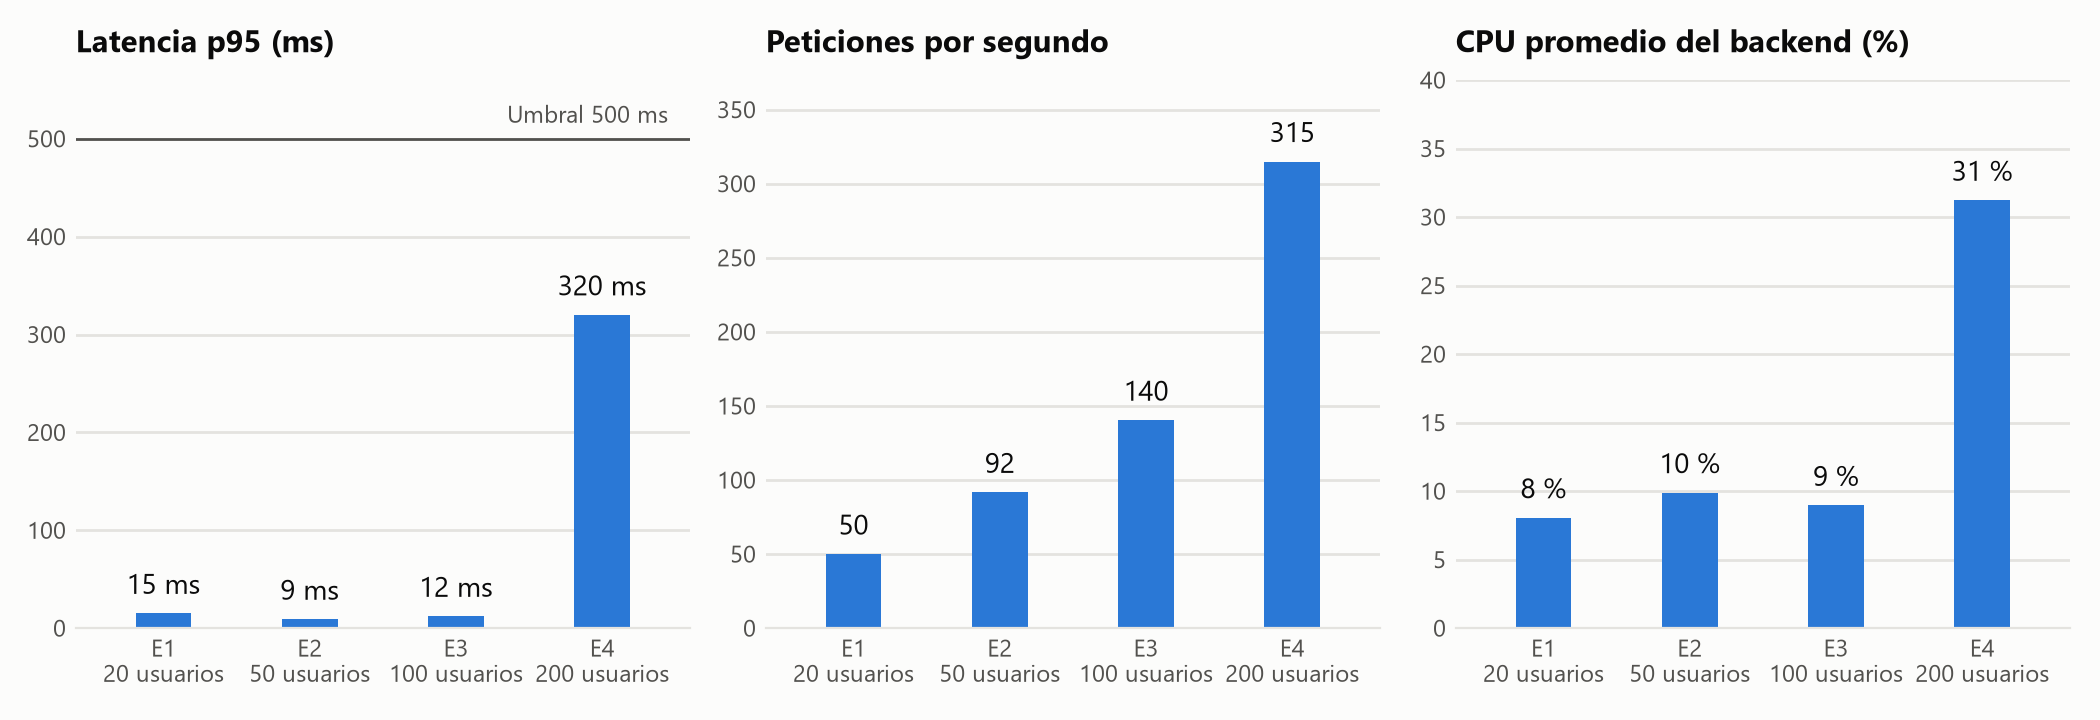 Latencia p95 (ms)
Umbral 500 ms
500
400
300
200
100
0
320 ms
15 ms
9 ms
12 ms
E1
20 usuarios
E2
50 usuarios
E3
100 usuarios
E4
200 usuarios
Peticiones por segundo
350
300
250
200
150
100
50
0
50
92
140
315
E1
20 usuarios
E2
50 usuarios
E3
100 usuarios
E4
200 usuarios
CPU promedio del backend (%)
40
35
30
25
20
15
10
5
0
8 %
10 %
9 %
31 %
E1
20 usuarios
E2
50 usuarios
E3
100 usuarios
E4
200 usuarios